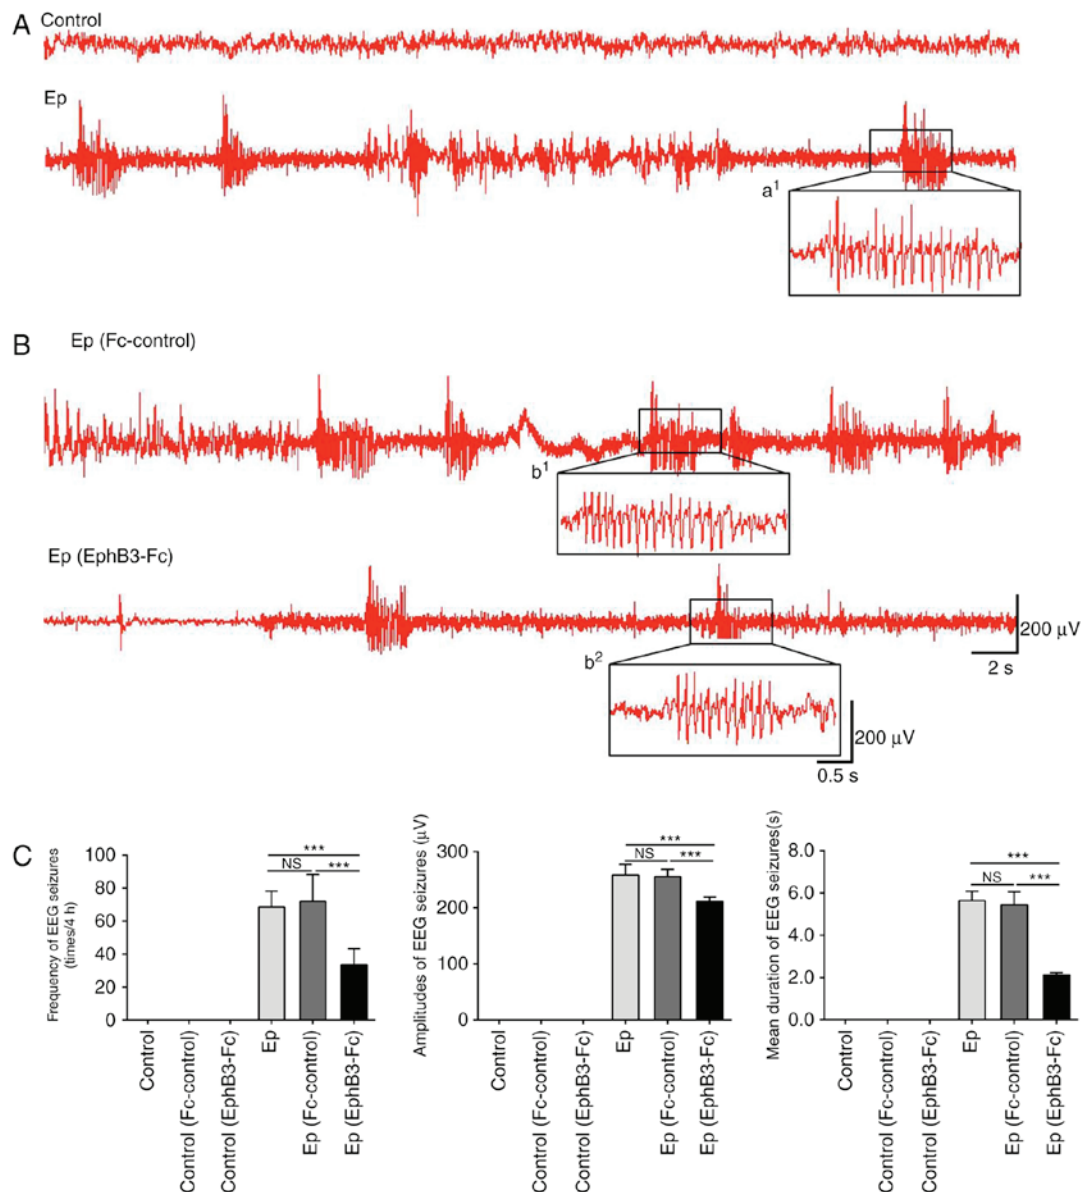 A
Control
Ep
a1
B
Ep (Fc-control)
b1
Ep (EphB3-Fc)
200 μV
2 s
b2
200 μV
0.5 s
C
Frequency of EEG seizures
(times/4 h)
100
80
60
40
20
0
***
NS
***
Control
Control (Fc-control)
Control (EphB3-Fc)
Ep
Ep (Fc-control)
Ep (EphB3-Fc)
Amplitudes of EEG seizures (μV)
300
200
100
0
***
NS
***
Control
Control (Fc-control)
Control (EphB3-Fc)
Ep
Ep (Fc-control)
Ep (EphB3-Fc)
Mean duration of EEG seizures(s)
8.0
6.0
4.0
2.0
0.0
***
NS
***
Control
Control (Fc-control)
Control (EphB3-Fc)
Ep
Ep (Fc-control)
Ep (EphB3-Fc)